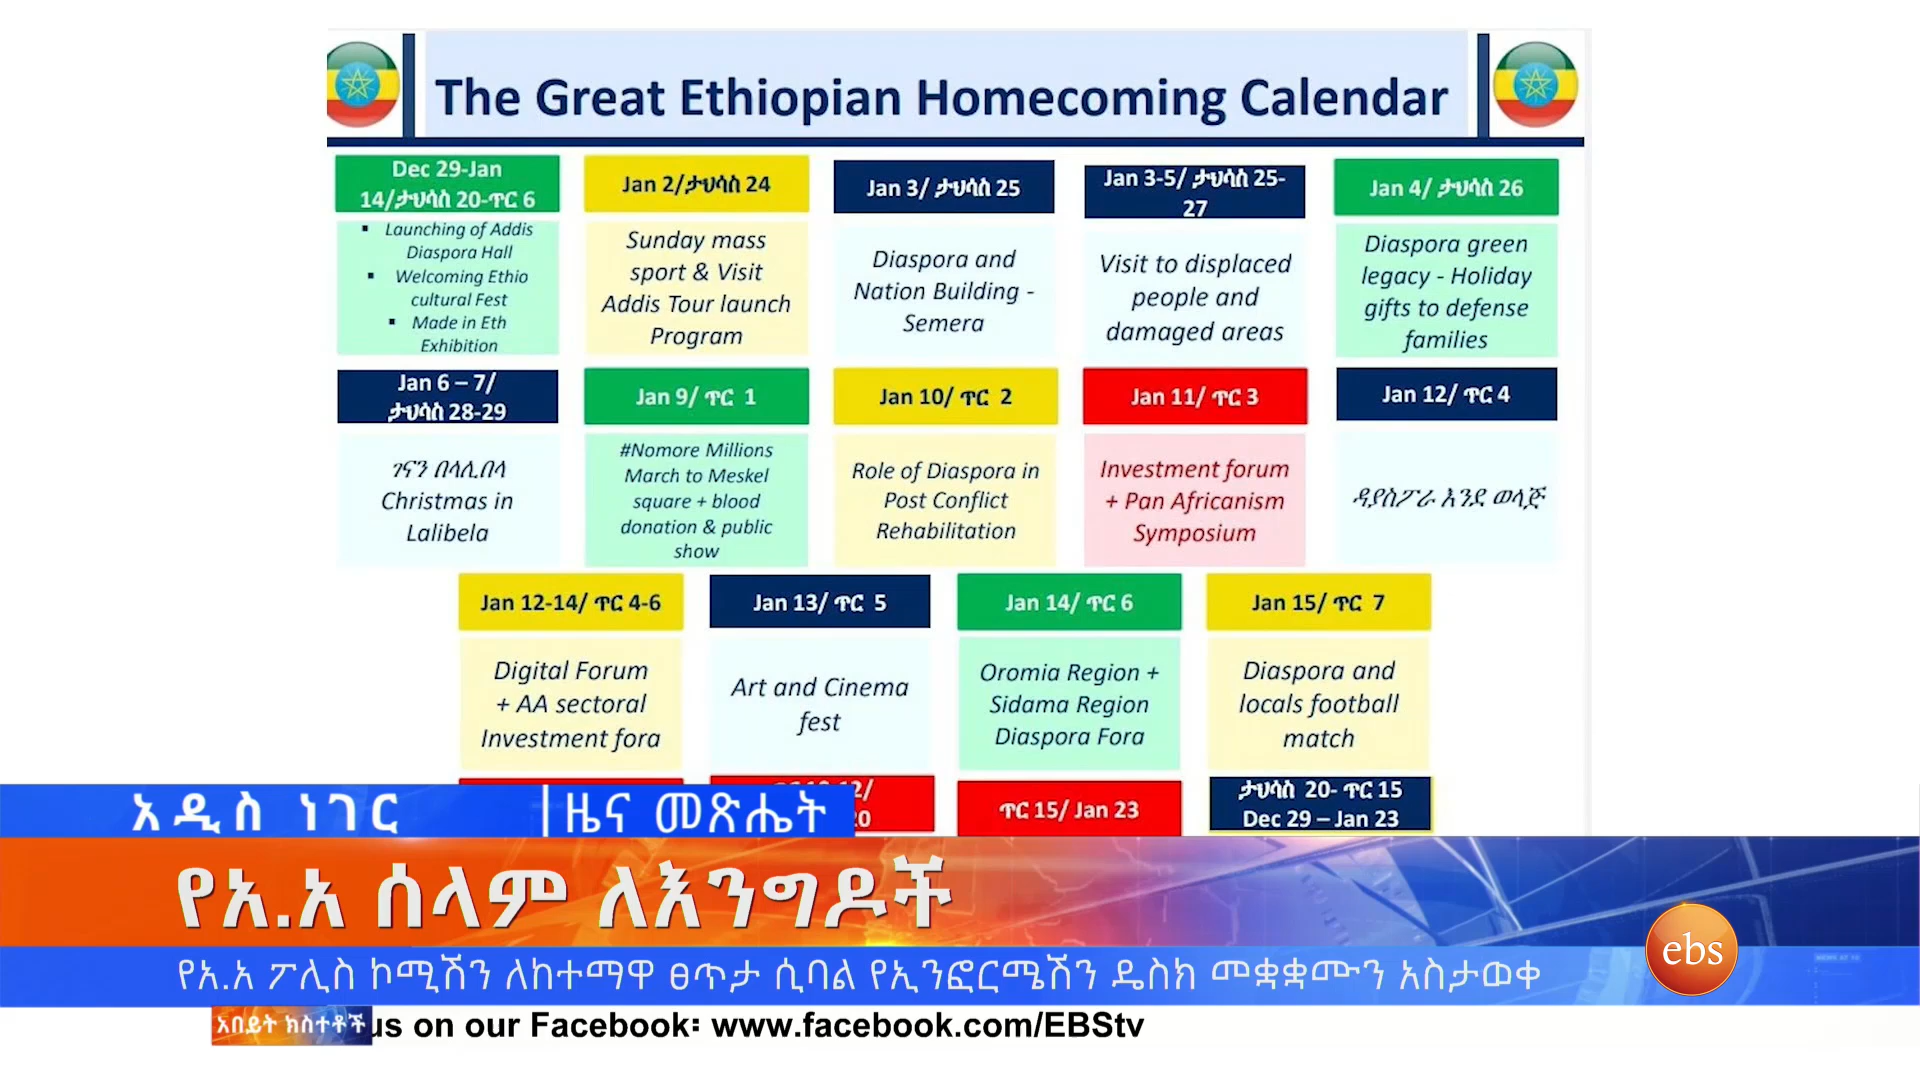 The Great Ethiopian Homecoming Calendar
Dec 29-Jan
14/ታህሳስ 20-ጥር 6
▪ Launching of Addis
Diaspora Hall
▪ Welcoming Ethio
cultural Fest
▪ Made in Eth
Exhibition
Jan 2/ታህሳስ 24
Sunday mass
sport & Visit
Addis Tour launch
Program
Jan 3/ ታህሳስ 25
Diaspora and
Nation Building -
Semera
Jan 3-5/ ታህሳስ 25-
27
Visit to displaced
people and
damaged areas
Jan 4/ ታህሳስ 26
Diaspora green
legacy - Holiday
gifts to defense
families
Jan 6 – 7/
ታህሳስ 28-29
ገናን በላሊበላ
Christmas in
Lalibela
Jan 9/ ጥር 1
#Nomore Millions
March to Meskel
square + blood
donation & public
show
Jan 10/ ጥር 2
Role of Diaspora in
Post Conflict
Rehabilitation
Jan 11/ ጥር 3
Investment forum
+ Pan Africanism
Symposium
Jan 12/ ጥር 4
ዲያስፖራ እንደ ወላጅ
Jan 12-14/ ጥር 4-6
Digital Forum
+ AA sectoral
Investment fora
Jan 13/ ጥር 5
Art and Cinema
fest
Jan 14/ ጥር 6
Oromia Region +
Sidama Region
Diaspora Fora
Jan 15/ ጥር 7
Diaspora and
locals football
match
ጥር 15/ Jan 23
ታህሳስ 20- ጥር 15
Dec 29 – Jan 23
አዲስ ነገር |ዜና መጽሔት
የአ.አ ሰላም ለእንግዶች
የአ.አ ፖሊስ ኮሚሽን ለከተማዋ ፀጥታ ሲባል የኢንፎርሜሽን ዴስክ መቋቋሙን አስታወቀ
ebs
አበይት ክስተቶች us on our Facebook፡ www.facebook.com/EBStv